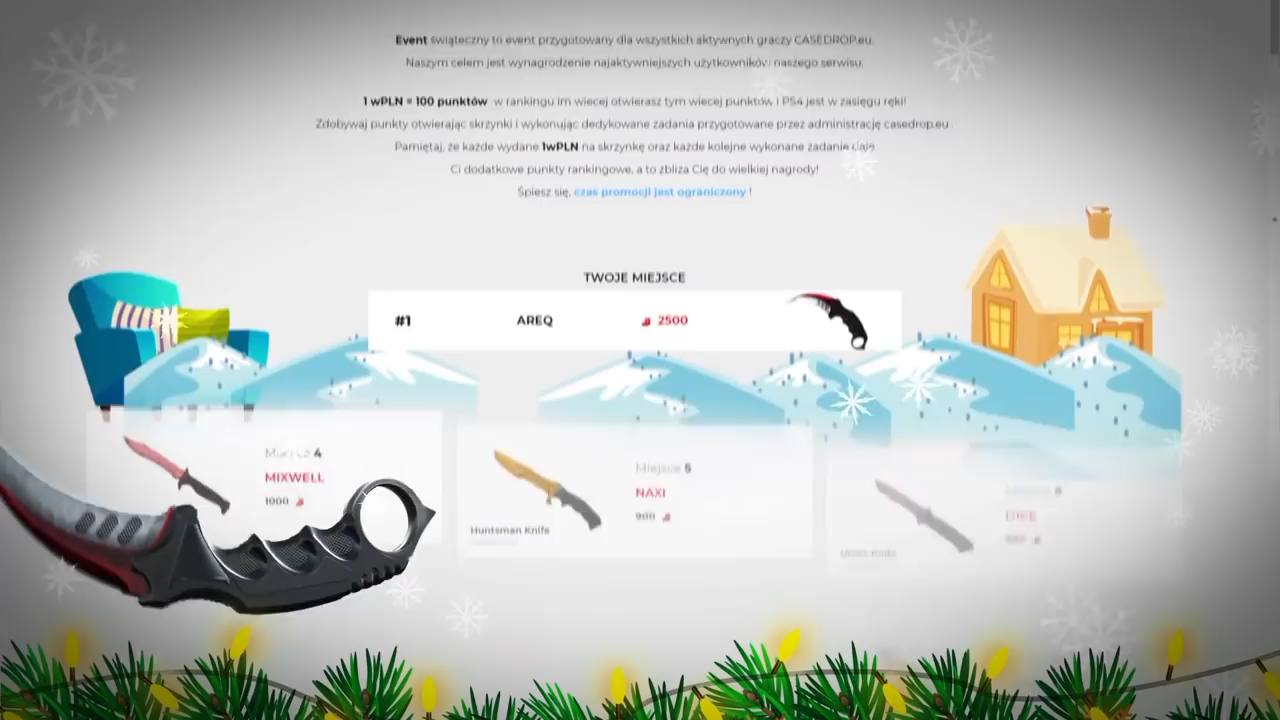 Event świąteczny to event przygotowany dla wszystkich aktywnych graczy CASEDROP.eu.
Naszym celem jest wynagrodzenie najaktywniejszych użytkowników naszego serwisu.
1 wPLN = 100 punktów w rankingu im wiecej otwierasz tym wiecej punktów i PS4 jest w zasięgu ręki!
Zdobywaj punkty otwierając skrzynki i wykonując dedykowane zadania przygotowane przez administrację casedrop.eu.
Pamiętaj, że każde wydane 1wPLN na skrzynkę oraz każde kolejne wykonane zadanie daje
Ci dodatkowe punkty rankingowe, a to zbliża Cię do wielkiej nagrody!
Śpiesz się, czas promocji jest ograniczony !
TWOJE MIEJSCE
#1 AREQ 2500
Miejsce 4
MIXWELL
1000
Miejsce 5
NAXI
900
Huntsman Knife